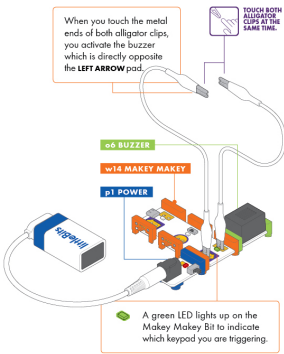 When you touch the metal
ends of both alligator clips,
you activate the buzzer
which is directly opposite
the LEFT ARROW pad.
TOUCH BOTH
ALLIGATOR
CLIPS AT THE
SAME TIME.
o6 BUZZER
w14 MAKEY MAKEY
p1 POWER
littleBits
A green LED lights up on the
Makey Makey Bit to indicate
which keypad you are triggering.